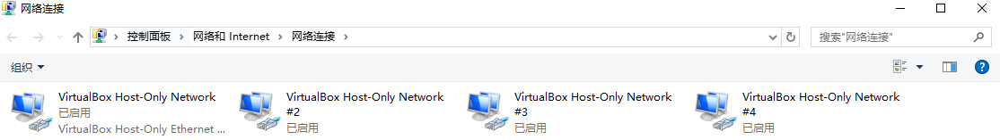 网络连接
控制面板 网络和 Internet 网络连接
搜索"网络连接"
组织
VirtualBox Host-Only Network
已启用
VirtualBox Host-Only Ethernet ...
VirtualBox Host-Only Network
#2
已启用
VirtualBox Host-Only Network
#3
已启用
VirtualBox Host-Only Network
#4
已启用